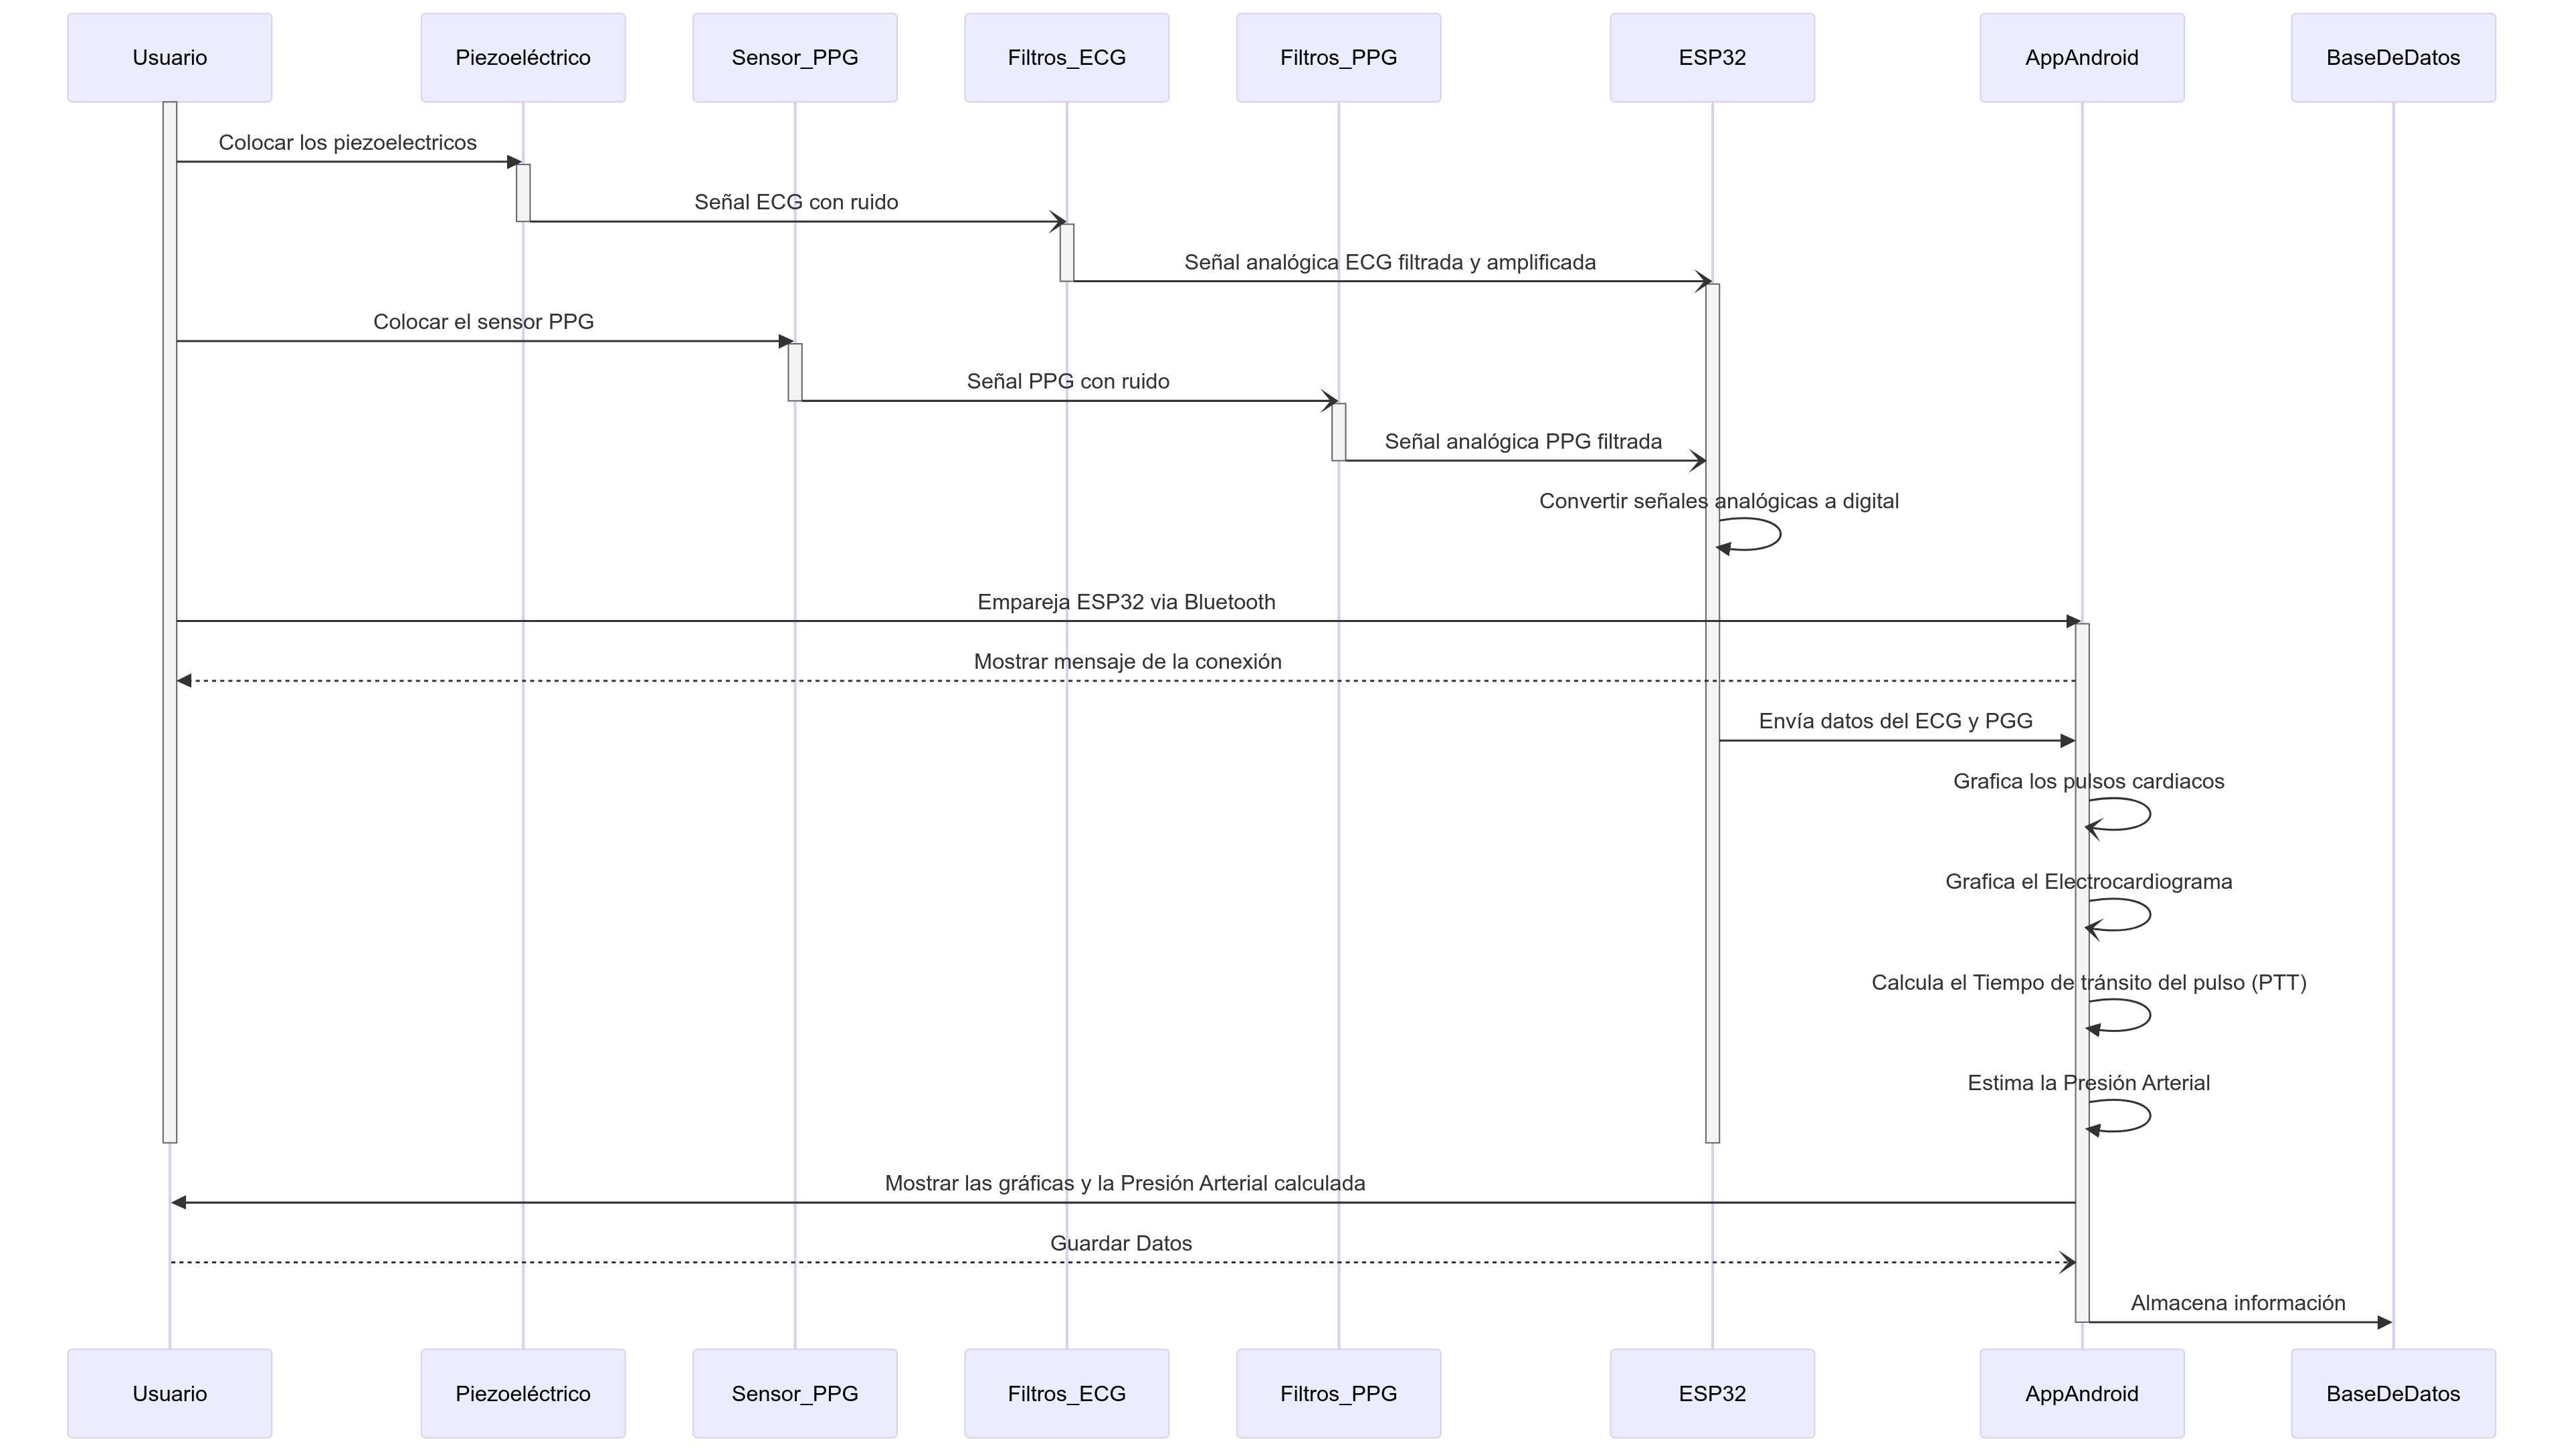 Usuario
Piezoeléctrico
Sensor_PPG
Filtros_ECG
Filtros_PPG
ESP32
AppAndroid
BaseDeDatos
Colocar los piezoelectricos
Señal ECG con ruido
Señal analógica ECG filtrada y amplificada
Colocar el sensor PPG
Señal PPG con ruido
Señal analógica PPG filtrada
Convertir señales analógicas a digital
Empareja ESP32 via Bluetooth
Mostrar mensaje de la conexión
Envía datos del ECG y PGG
Grafica los pulsos cardiacos
Grafica el Electrocardiograma
Calcula el Tiempo de tránsito del pulso (PTT)
Estima la Presión Arterial
Mostrar las gráficas y la Presión Arterial calculada
Guardar Datos
Almacena información
Usuario
Piezoeléctrico
Sensor_PPG
Filtros_ECG
Filtros_PPG
ESP32
AppAndroid
BaseDeDatos